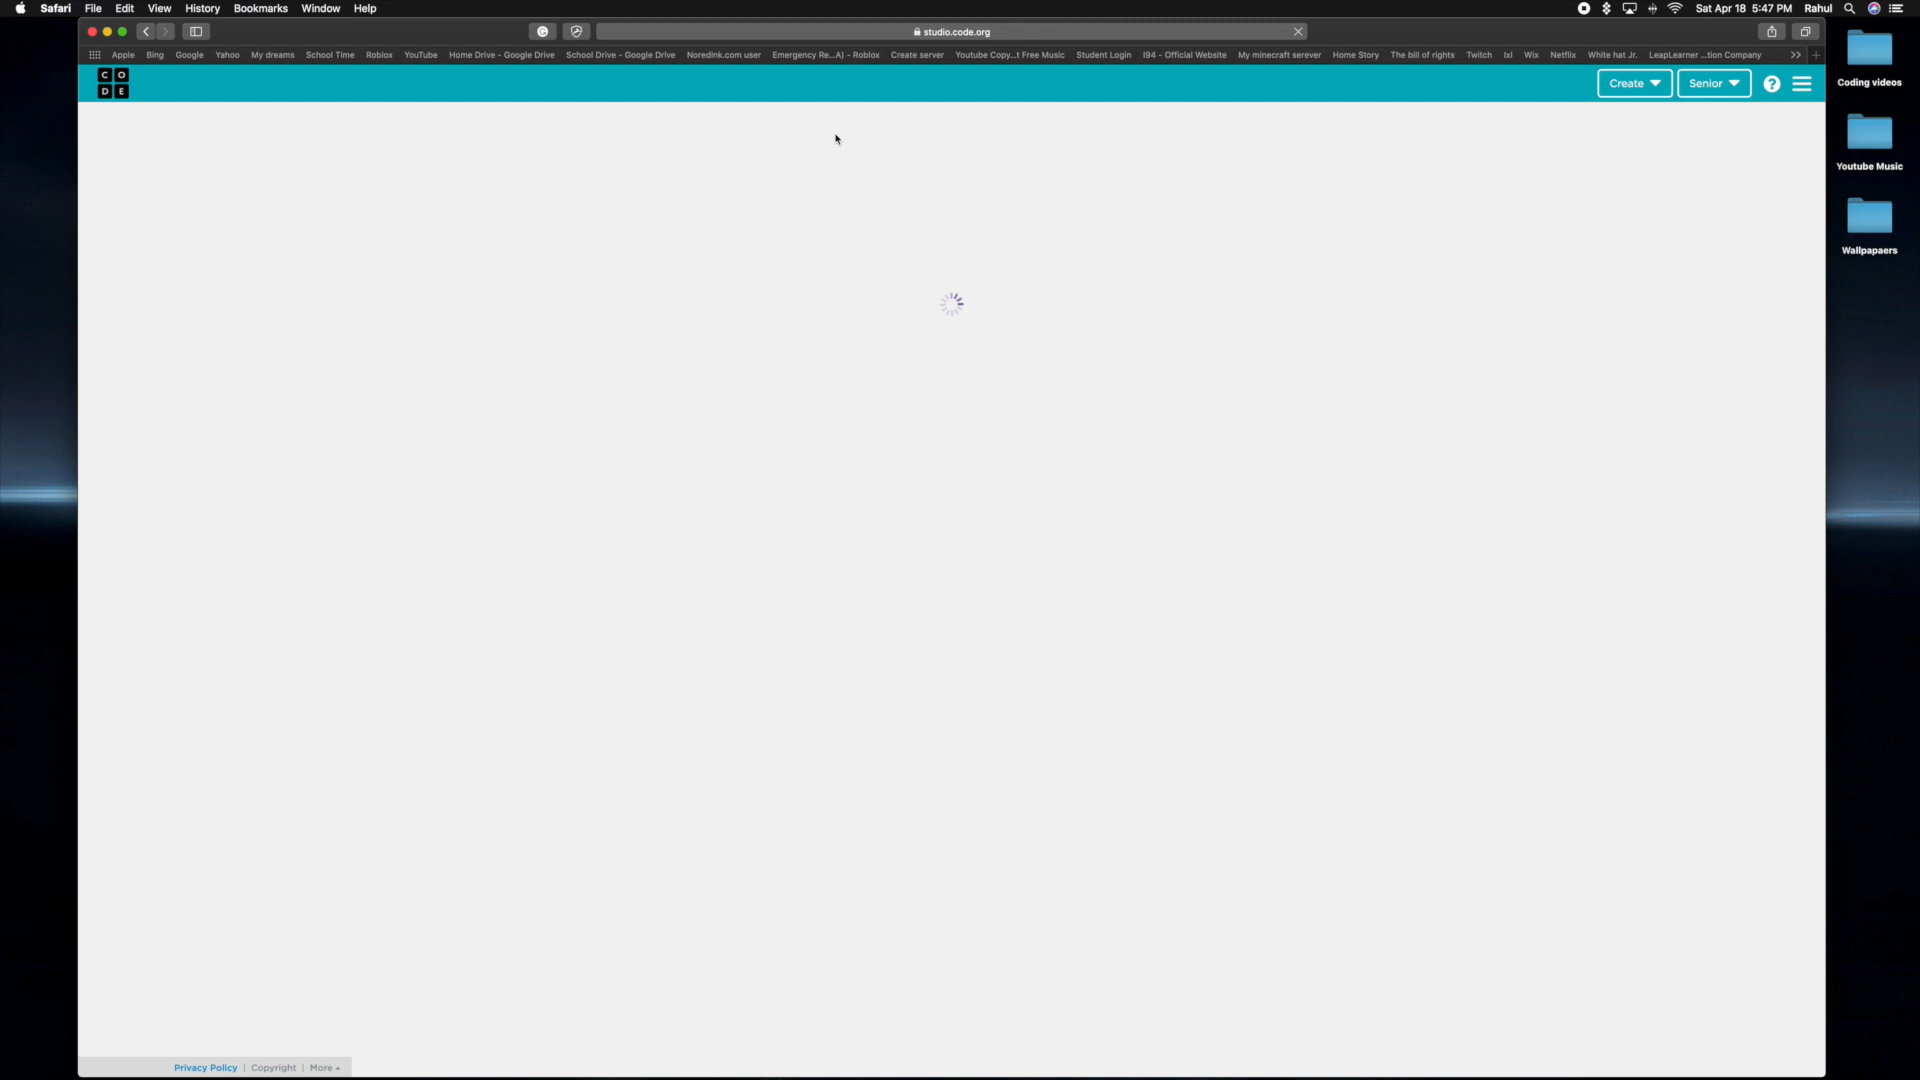 Safari File Edit View History Bookmarks Window Help Sat Apr 18 5:47 PM Rahul
studio.code.org
Apple Bing Google Yahoo My dreams School Time Roblox YouTube Home Drive - Google Drive School Drive - Google Drive Noredink.com user Emergency Re...A) - Roblox Create server Youtube Copy...t Free Music Student Login I94 - Official Website My minecraft serever Home Story The bill of rights Twitch Ixl Wix Netflix White hat Jr. LeapLearner ...tion Company
C O
D E
Create Senior ?
Coding videos
Youtube Music
Wallpapaers
Privacy Policy | Copyright | More